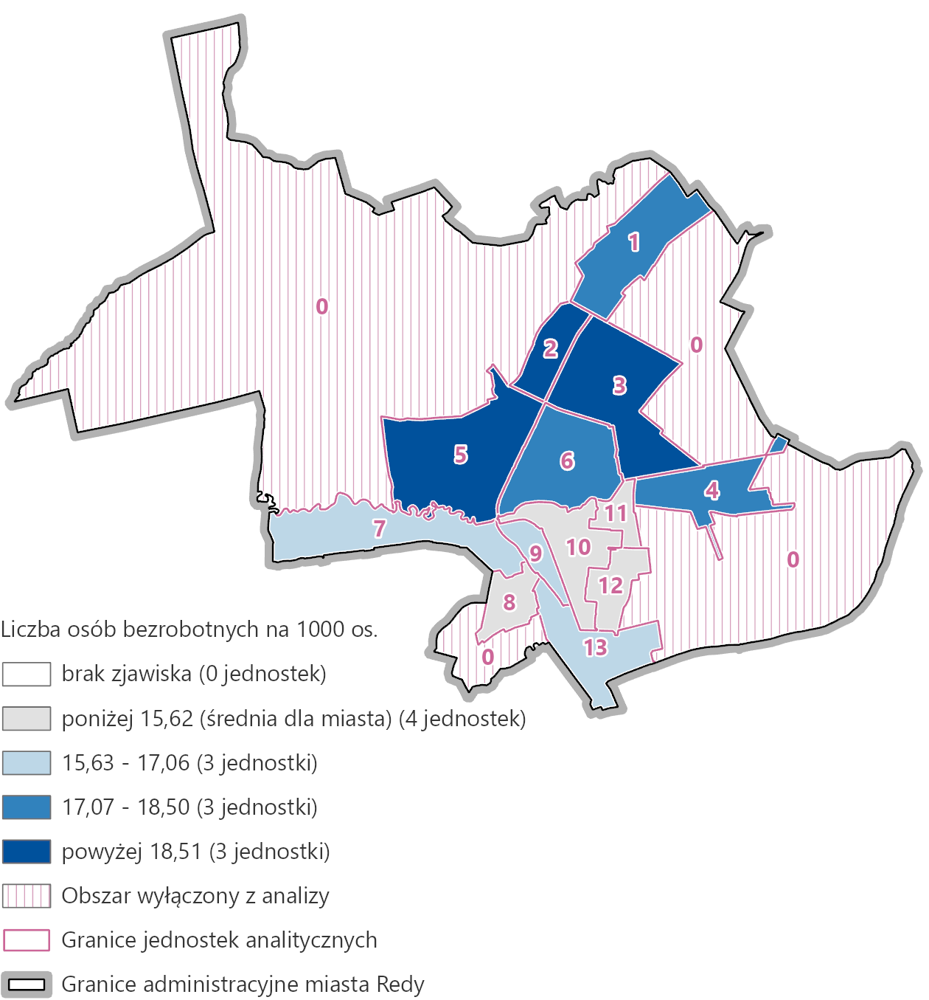 1
0
2
0
3
5
6
4
11
7
10
9
0
12
8
13
0
Liczba osób bezrobotnych na 1000 os.
brak zjawiska (0 jednostek)
poniżej 15,62 (średnia dla miasta) (4 jednostek)
15,63 - 17,06 (3 jednostki)
17,07 - 18,50 (3 jednostki)
powyżej 18,51 (3 jednostki)
Obszar wyłączony z analizy
Granice jednostek analitycznych
Granice administracyjne miasta Redy